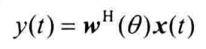 y(t) = w^H(θ)x(t)